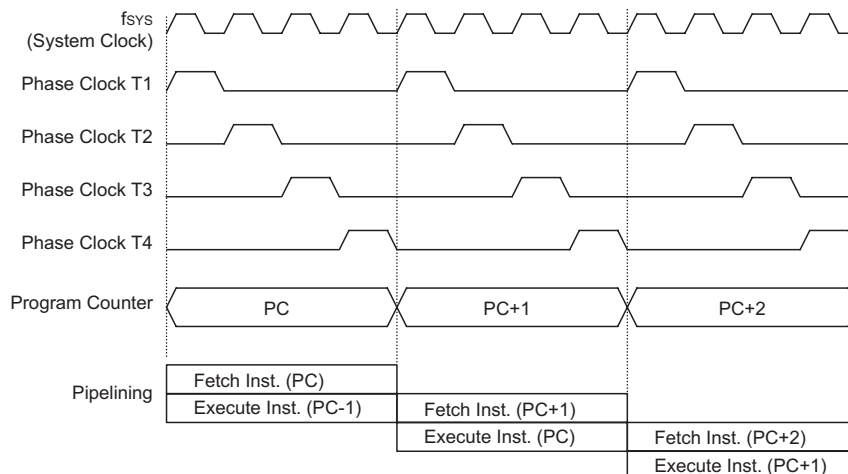 fSYS
(System Clock)
Phase Clock T1
Phase Clock T2
Phase Clock T3
Phase Clock T4
Program Counter
PC
PC+1
PC+2
Pipelining
Fetch Inst. (PC)
Execute Inst. (PC-1)
Fetch Inst. (PC+1)
Execute Inst. (PC)
Fetch Inst. (PC+2)
Execute Inst. (PC+1)